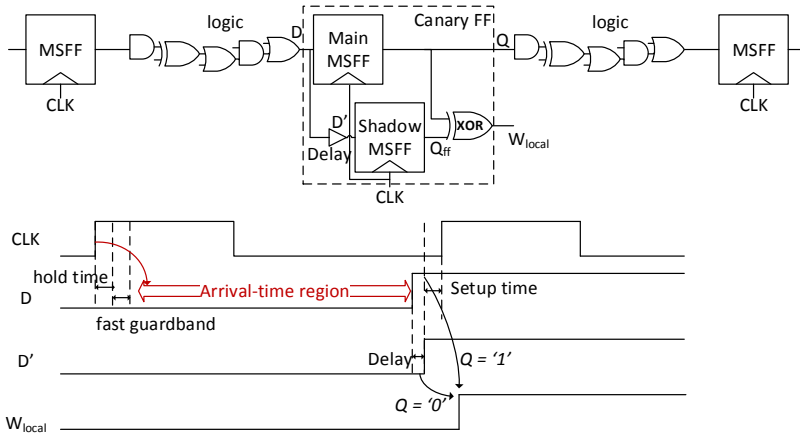 logic
Canary FF
logic
MSFF
CLK
D
Main
MSFF
Q
MSFF
CLK
D'
Delay
Shadow
MSFF
Qff
XOR
Wlocal
CLK
CLK
hold time
D
Arrival-time region
Setup time
fast guardband
D'
Delay
Q = '1'
Q = '0'
Wlocal